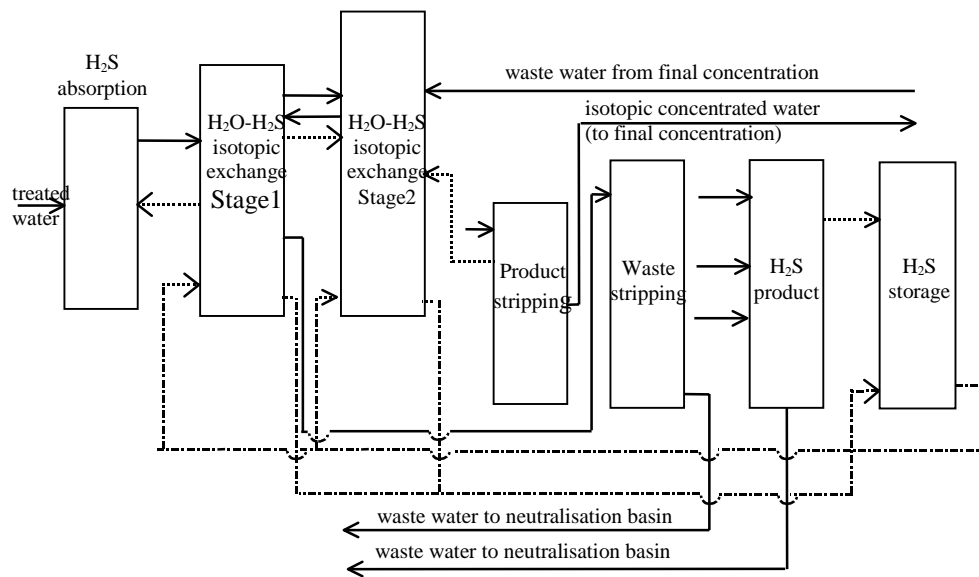 H₂S
absorption
treated
water
H₂O-H₂S
isotopic
exchange
Stage1
H₂O-H₂S
isotopic
exchange
Stage2
waste water from final concentration
isotopic concentrated water
(to final concentration)
Product
stripping
Waste
stripping
H₂S
product
H₂S
storage
waste water to neutralisation basin
waste water to neutralisation basin